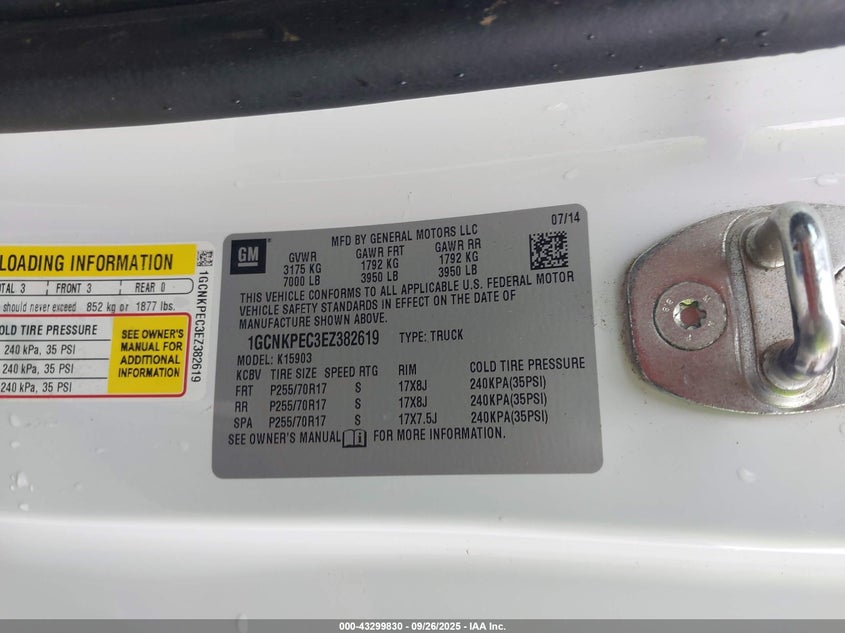 LOADING INFORMATION
TAL 3 FRONT 3 REAR 0
should never exceed 852 kg or 1877 lbs.
OLD TIRE PRESSURE
240 kPa, 35 PSI
240 kPa, 35 PSI
240 kPa, 35 PSI
SEE OWNER'S
MANUAL FOR
ADDITIONAL
INFORMATION
1GCNKPEC3EZ382619
GM
MFD BY GENERAL MOTORS LLC
07/14
GVWR GAWR FRT GAWR RR
3175 KG 1792 KG 1792 KG
7000 LB 3950 LB 3950 LB
THIS VEHICLE CONFORMS TO ALL APPLICABLE U.S. FEDERAL MOTOR
VEHICLE SAFETY STANDARDS IN EFFECT ON THE DATE OF
MANUFACTURE SHOWN ABOVE.
1GCNKPEC3EZ382619 TYPE: TRUCK
MODEL: K15903
KCBV TIRE SIZE SPEED RTG RIM COLD TIRE PRESSURE
FRT P255/70R17 S 17X8J 240KPA(35PSI)
RR P255/70R17 S 17X8J 240KPA(35PSI)
SPA P255/70R17 S 17X7.5J 240KPA(35PSI)
SEE OWNER'S MANUAL FOR MORE INFORMATION.
000-43299830 - 09/26/2025 - IAA Inc.